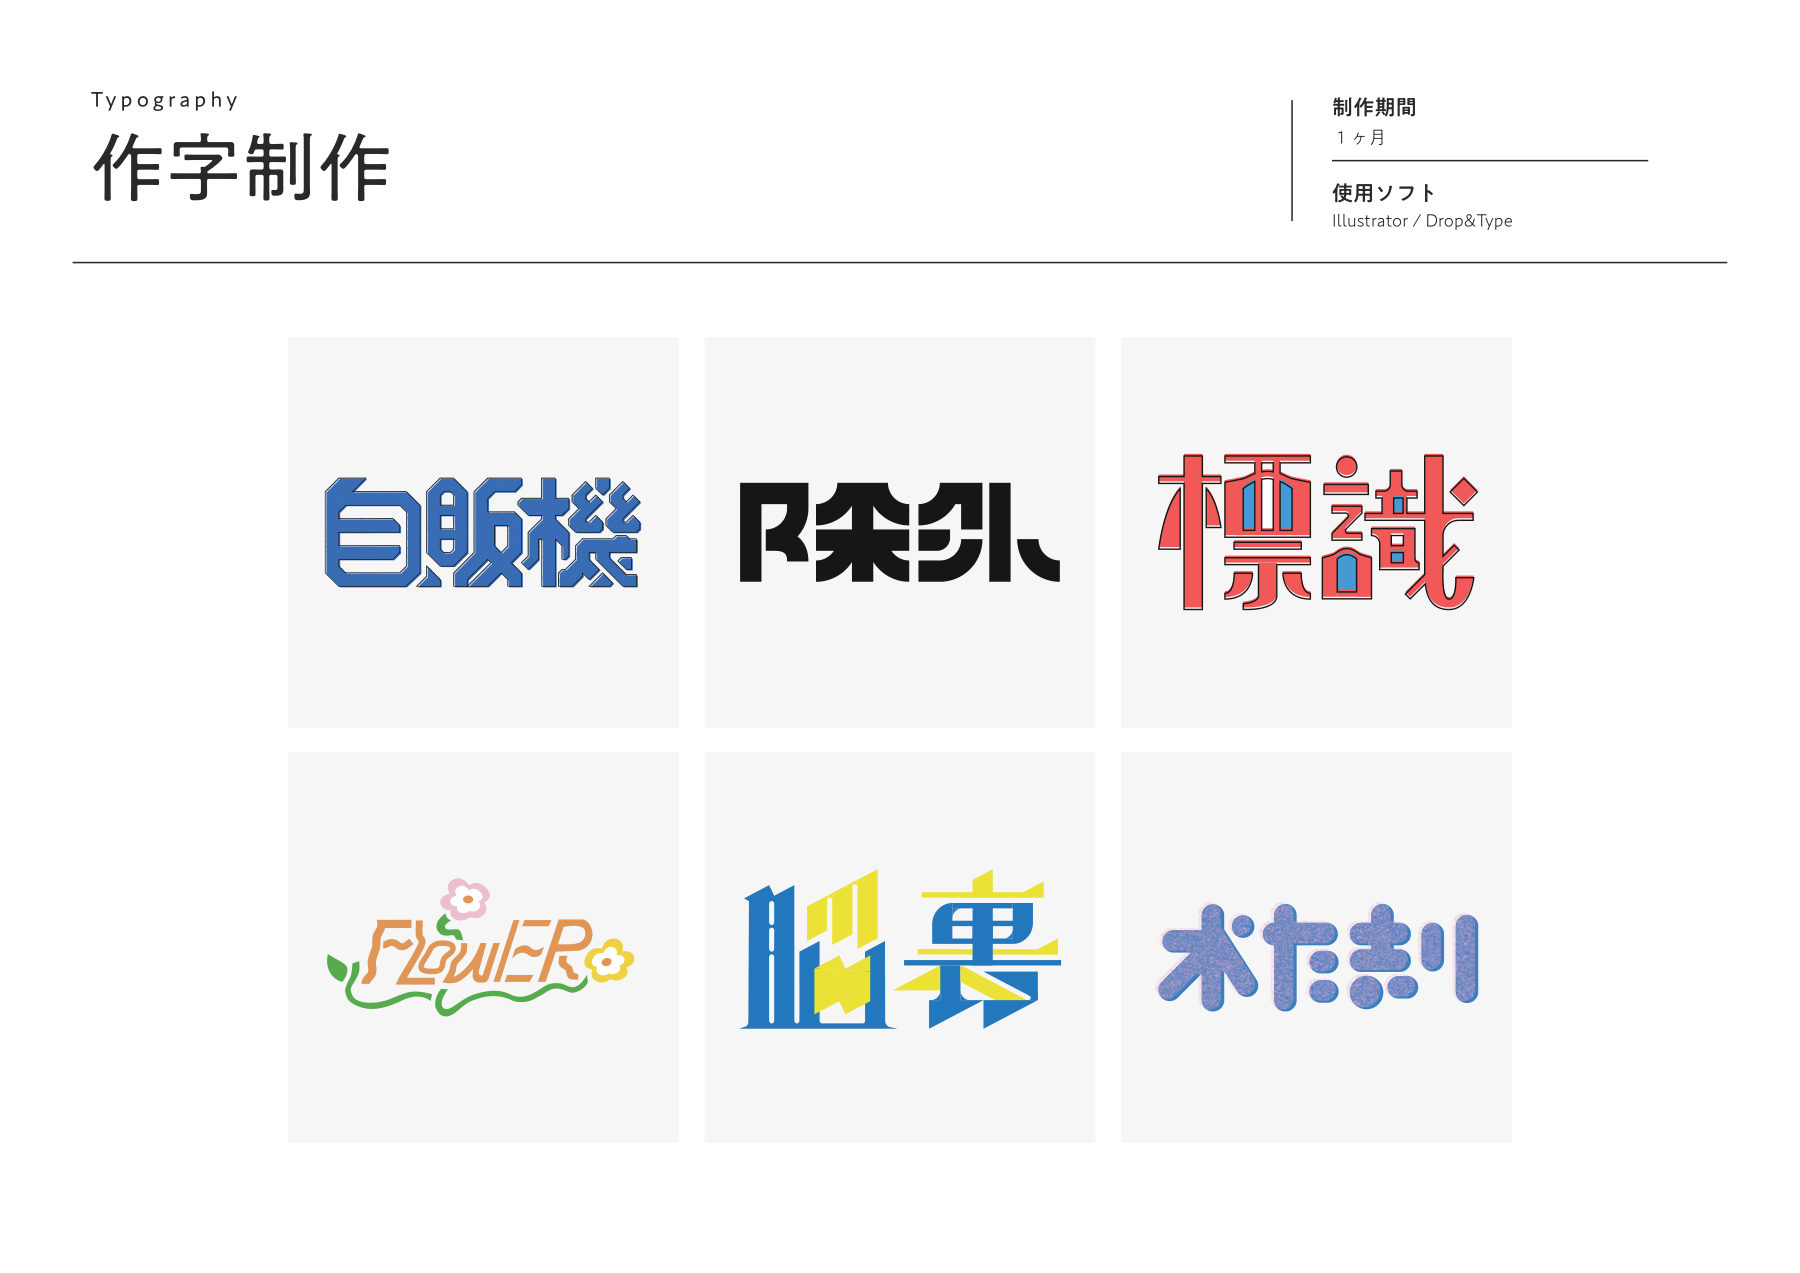 Typography
作字制作
制作期間
1 ヶ月
使用ソフト
Illustrator / Drop&Type
自販機
除外
標識
FLOWER
脳裏
水たまり